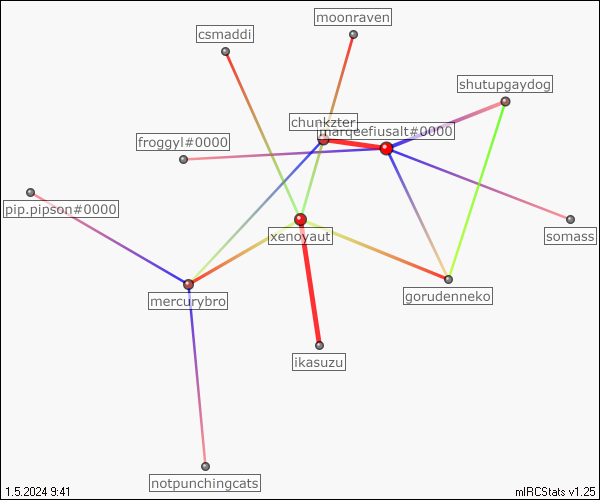 moonraven
csmaddi
shutupgaydog
chunkzter
marqeefiusalt#0000
froggyl#0000
pip.pipson#0000
xenoyaut
somass
mercurybro
gorudenneko
ikasuzu
notpunchingcats
1.5.2024 9:41
mIRCStats v1.25